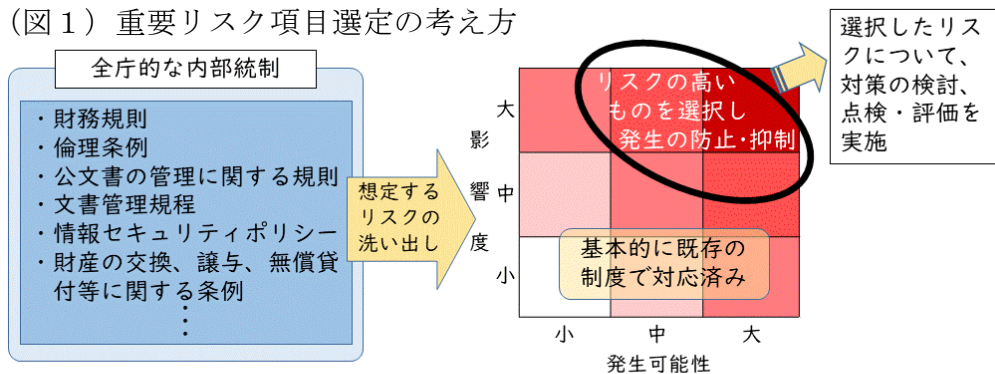 (図1)重要リスク項目選定の考え方
全庁的な内部統制
・財務規則
・倫理条例
・公文書の管理に関する規則
・文書管理規程
・情報セキュリティポリシー
・財産の交換、譲与、無償貸
付等に関する条例
⋮
想定する
リスクの
洗い出し
影響度
大
中
小
リスクの高い
ものを選択し
発生の防止・抑制
基本的に既存の
制度で対応済み
小 中 大
発生可能性
選択したリス
クについて、
対策の検討、
点検・評価を
実施